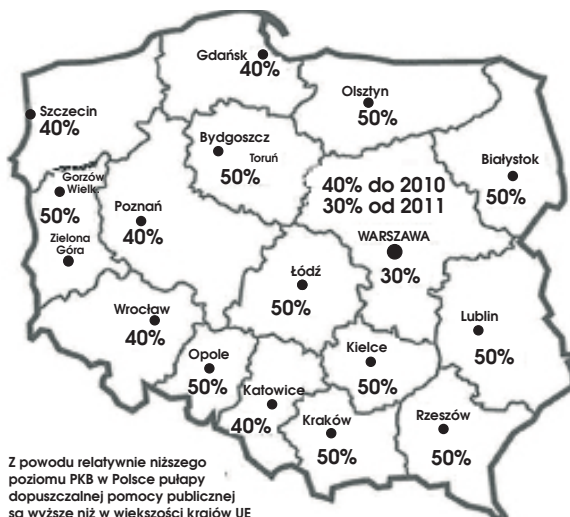 Gdańsk
40%
Olsztyn
50%
Szczecin
40%
Bydgoszcz
Toruń
50%
Białystok
50%
Gorzów
Wielk.
50%
Zielona
Góra
Poznań
40%
40% do 2010
30% od 2011
WARSZAWA
30%
Łódź
50%
Wrocław
40%
Lublin
50%
Opole
50%
Kielce
50%
Katowice
40%
Kraków
50%
Rzeszów
50%
Z powodu relatywnie niższego
poziomu PKB w Polsce pułapy
dopuszczalnej pomocy publicznej
są wyższe niż w większości krajów UE